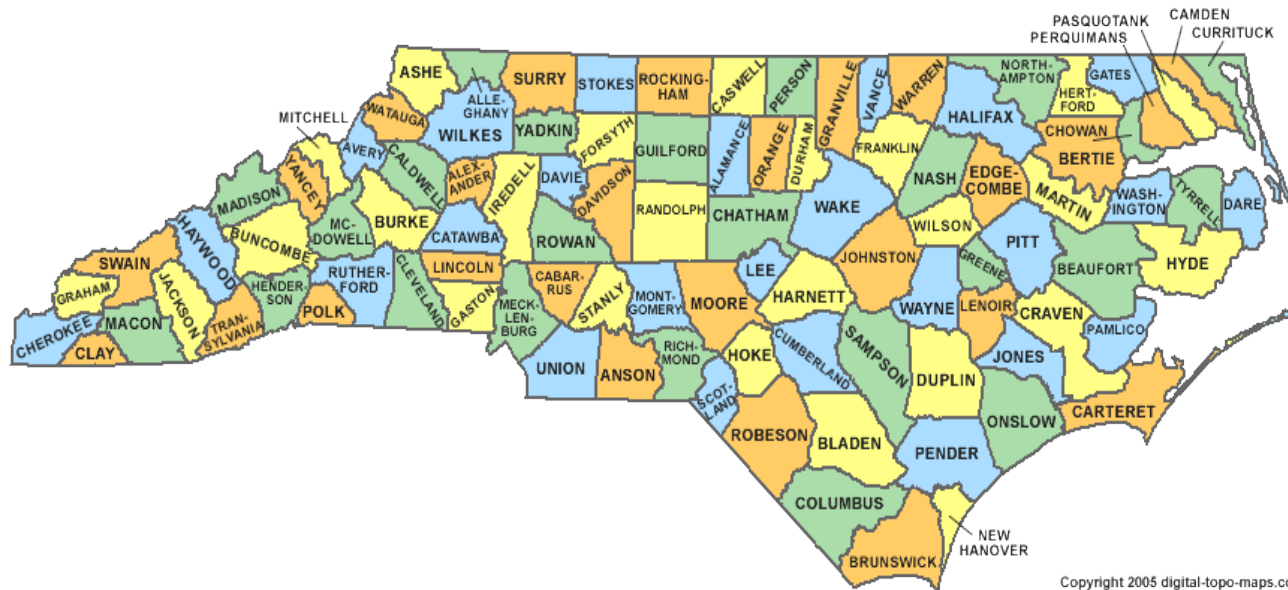 PASQUOTANK
PERQUIMANS
CAMDEN
CURRITUCK
ASHE
ALLE-
GHANY
SURRY
STOKES
ROCKING-
HAM
CASWELL
PERSON
GRANVILLE
VANCE
WARREN
NORTH-
AMPTON
HERT-
FORD
GATES
MITCHELL
WATAUGA
WILKES
YADKIN
FORSYTH
GUILFORD
ALAMANCE
ORANGE
DURHAM
FRANKLIN
HALIFAX
CHOWAN
BERTIE
AVERY
CALDWELL
ALEX-
ANDER
IREDELL
DAVIE
DAVIDSON
RANDOLPH
CHATHAM
WAKE
NASH
EDGE-
COMBE
MARTIN
WASH-
INGTON
TYRRELL
DARE
MADISON
YANCEY
MC-
DOWELL
BURKE
CATAWBA
ROWAN
WILSON
PITT
BEAUFORT
HYDE
SWAIN
HAYWOOD
BUNCOMBE
RUTHER-
FORD
CLEVELAND
LINCOLN
GASTON
MECK-
LEN-
BURG
CABAR-
RUS
STANLY
MONT-
GOMERY
MOORE
LEE
HARNETT
JOHNSTON
WAYNE
GREENE
LENOIR
CRAVEN
PAMLICO
GRAHAM
CHEROKEE
CLAY
MACON
JACKSON
TRAN-
SYLVANIA
HENDER-
SON
POLK
UNION
ANSON
RICH-
MOND
SCOT-
LAND
HOKE
CUMBERLAND
SAMPSON
DUPLIN
JONES
ONSLOW
CARTERET
ROBESON
BLADEN
PENDER
COLUMBUS
BRUNSWICK
NEW
HANOVER
Copyright 2005 digital-topo-maps.co